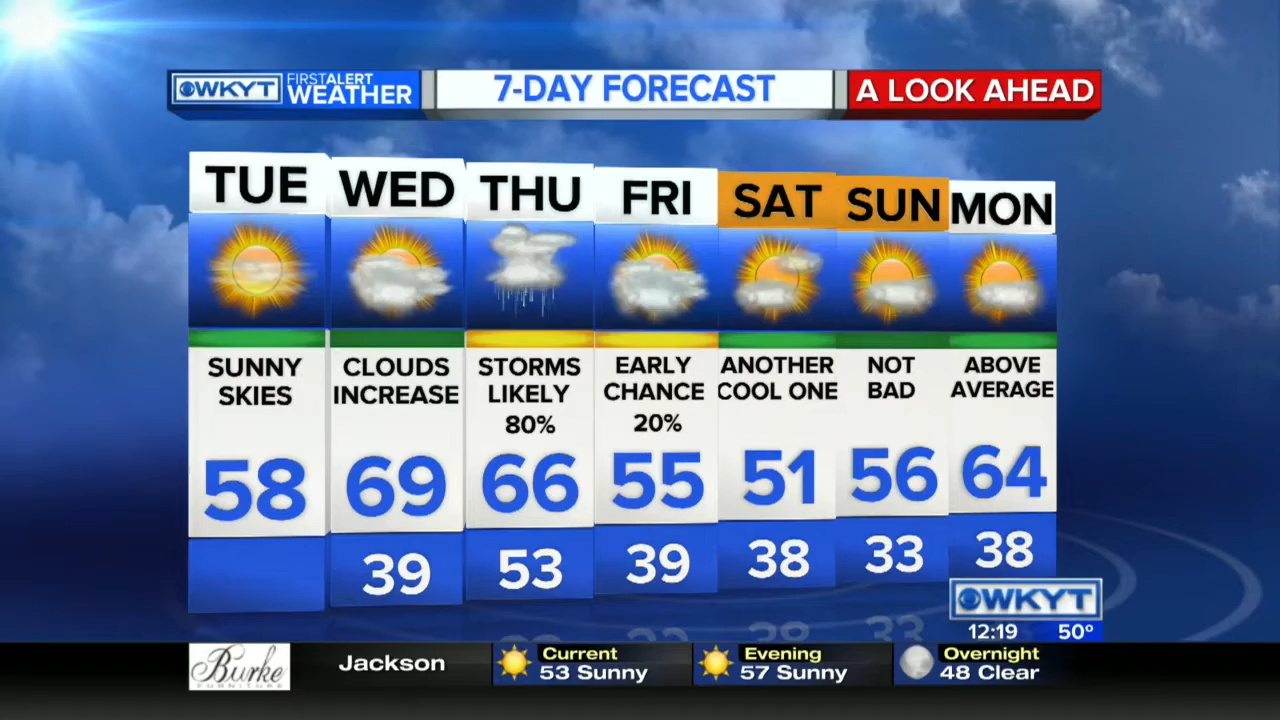 WKYT FIRSTALERT WEATHER
7-DAY FORECAST
A LOOK AHEAD
TUE
SUNNY
SKIES
58
WED
CLOUDS
INCREASE
69
39
THU
STORMS
LIKELY
80%
66
53
FRI
EARLY
CHANCE
20%
55
39
SAT
ANOTHER
COOL ONE
51
38
SUN
NOT
BAD
56
33
MON
ABOVE
AVERAGE
64
38
WKYT
12:19 50°
Burke
FURNITURE
Jackson
Current
53 Sunny
Evening
57 Sunny
Overnight
48 Clear